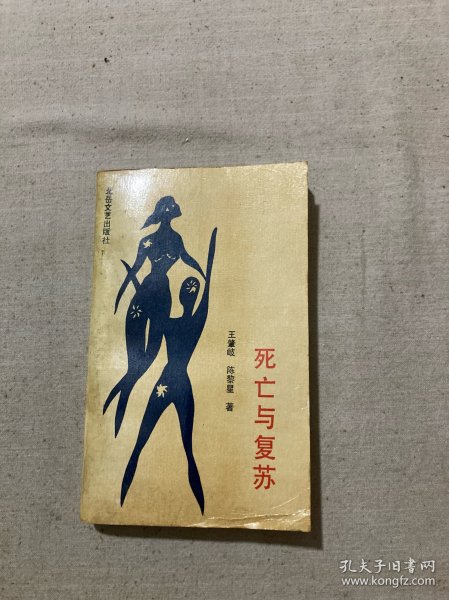 北岳文艺出版社
王肇岐 陈黎星 著
死亡与复苏
孔夫子旧书网
www.kongfz.com